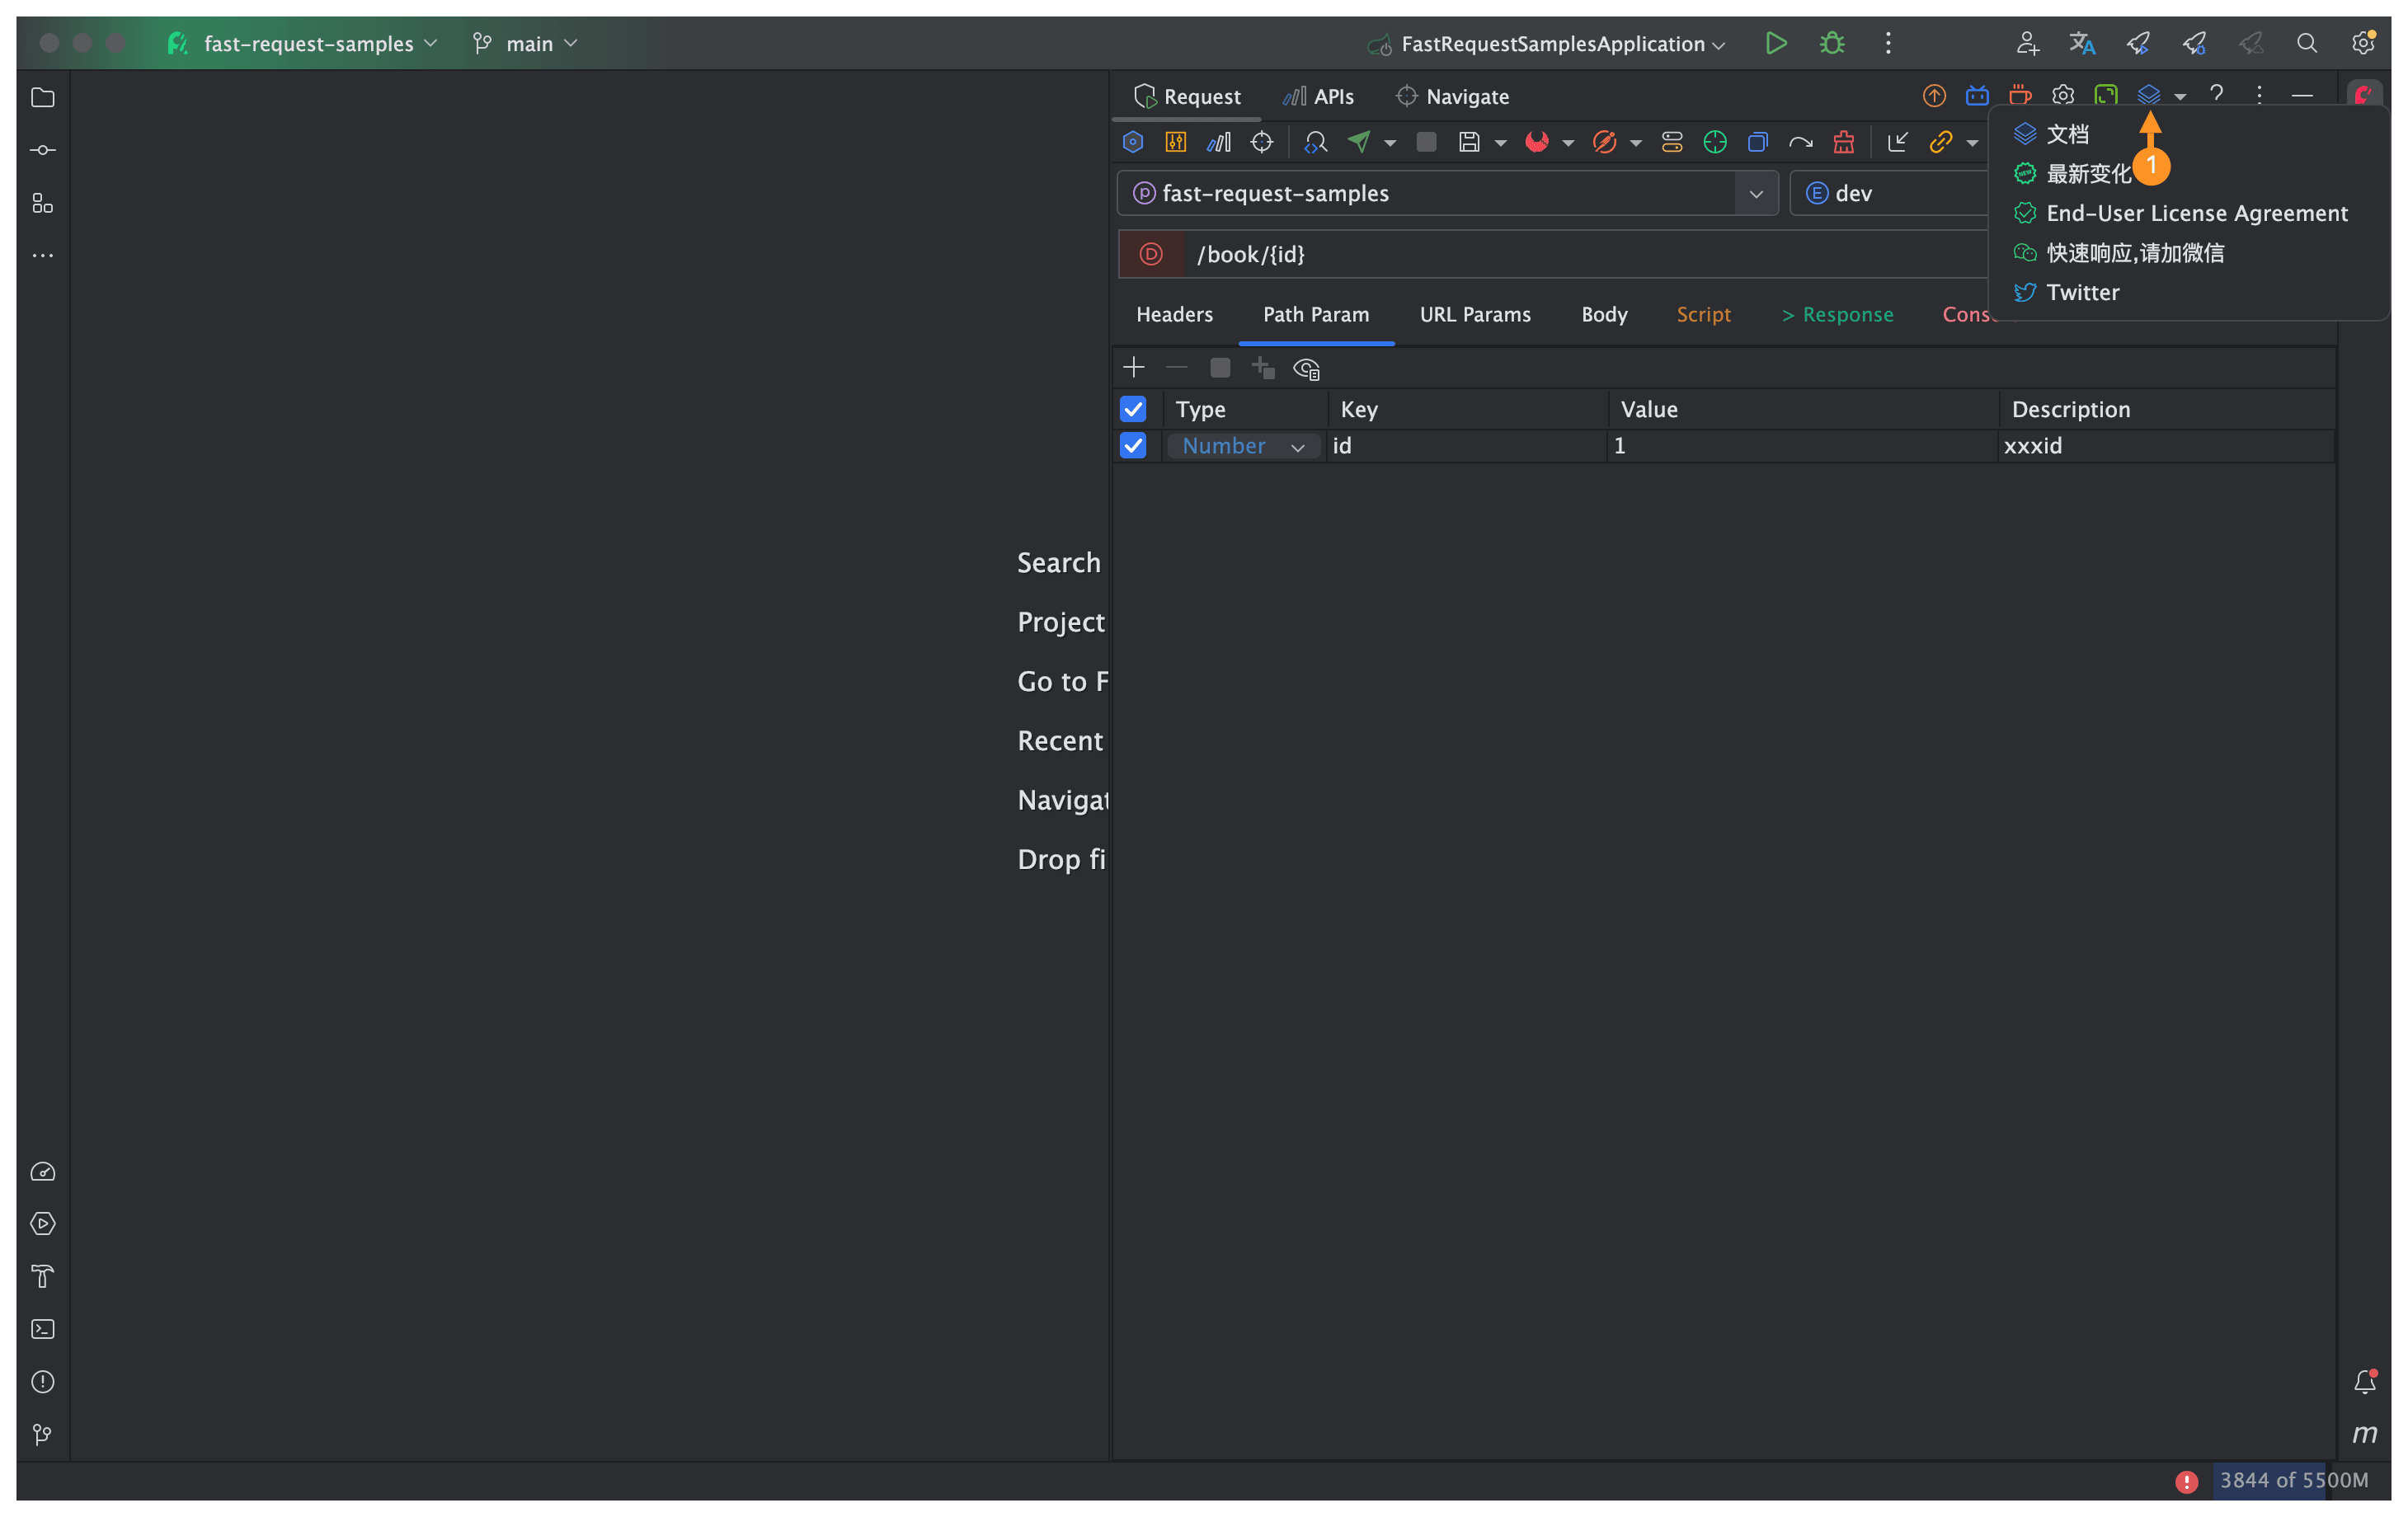 fast-request-samples
main
FastRequestSamplesApplication
Request
APIs
Navigate
文档
最新变化
1
End-User License Agreement
快速响应,请加微信
Twitter
P fast-request-samples
E dev
D /book/{id}
Headers
Path Param
URL Params
Body
Script
> Response
Cons
Type
Key
Value
Description
Number
id
1
xxxid
Search
Project
Go to F
Recent
Navigat
Drop fi
m
3844 of 5500M